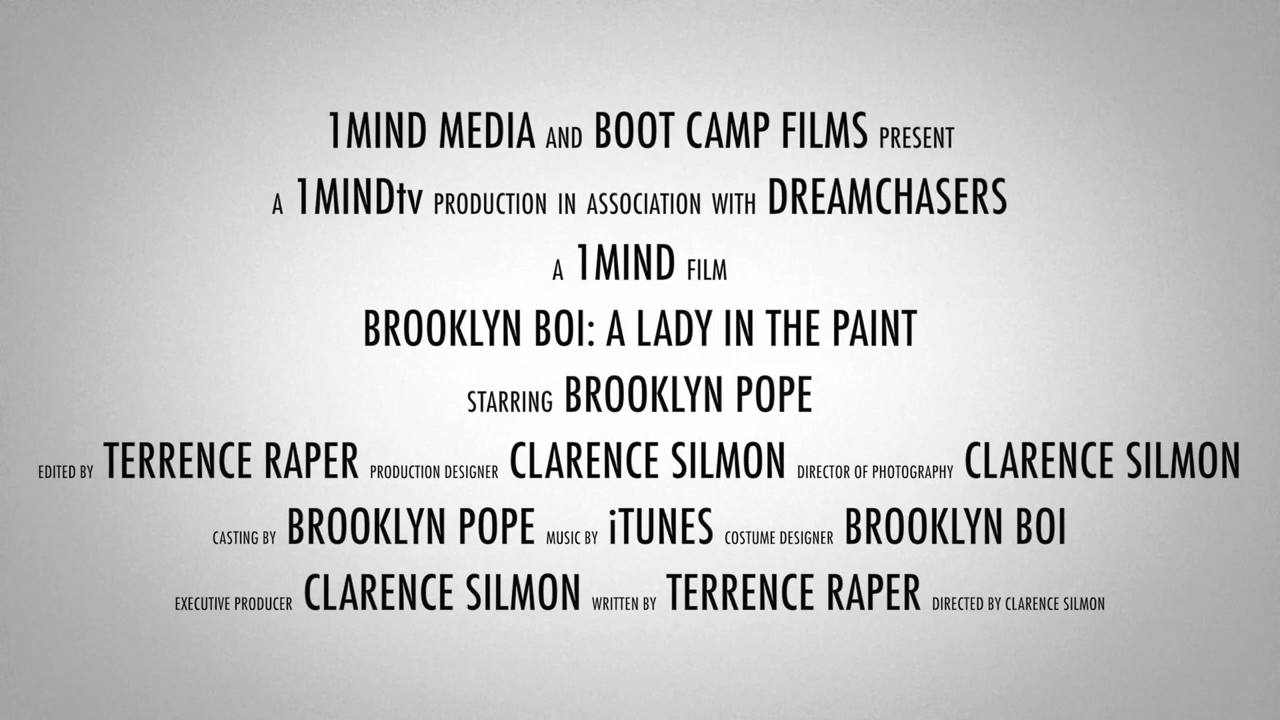 1MIND MEDIA AND BOOT CAMP FILMS PRESENT
A 1MINDtv PRODUCTION IN ASSOCIATION WITH DREAMCHASERS
A 1MIND FILM
BROOKLYN BOI: A LADY IN THE PAINT
STARRING BROOKLYN POPE
EDITED BY TERRENCE RAPER PRODUCTION DESIGNER CLARENCE SILMON DIRECTOR OF PHOTOGRAPHY CLARENCE SILMON
CASTING BY BROOKLYN POPE MUSIC BY iTUNES COSTUME DESIGNER BROOKLYN BOI
EXECUTIVE PRODUCER CLARENCE SILMON WRITTEN BY TERRENCE RAPER DIRECTED BY CLARENCE SILMON